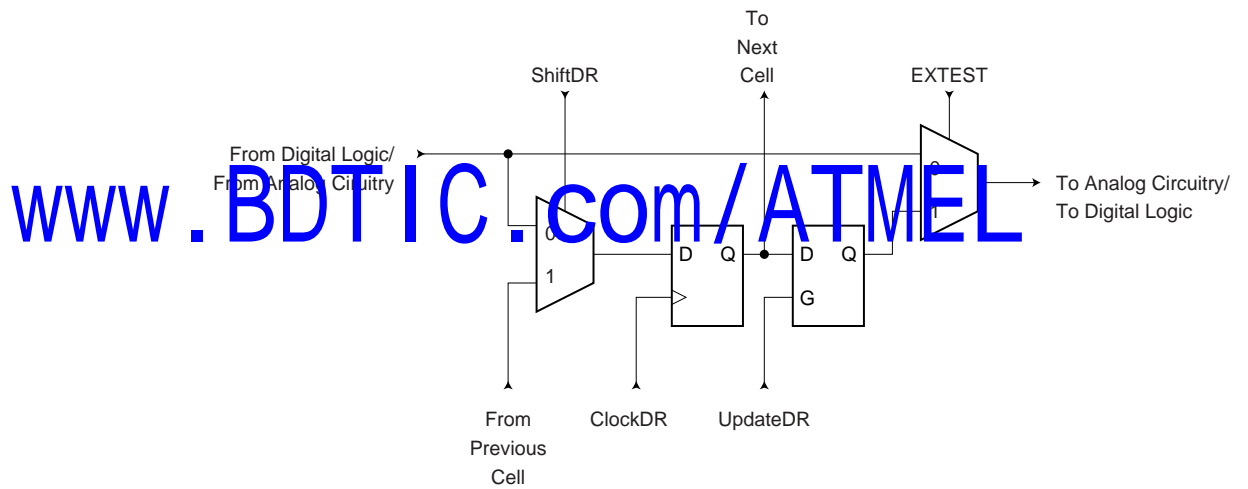 To
Next
Cell
ShiftDR
EXTEST
From Digital Logic/
From Analog Ciruitry
0
To Analog Circuitry/
To Digital Logic
1
www.BDTIC.com/ATMEL
0
1
D Q
D Q
G
From
Previous
Cell
ClockDR
UpdateDR